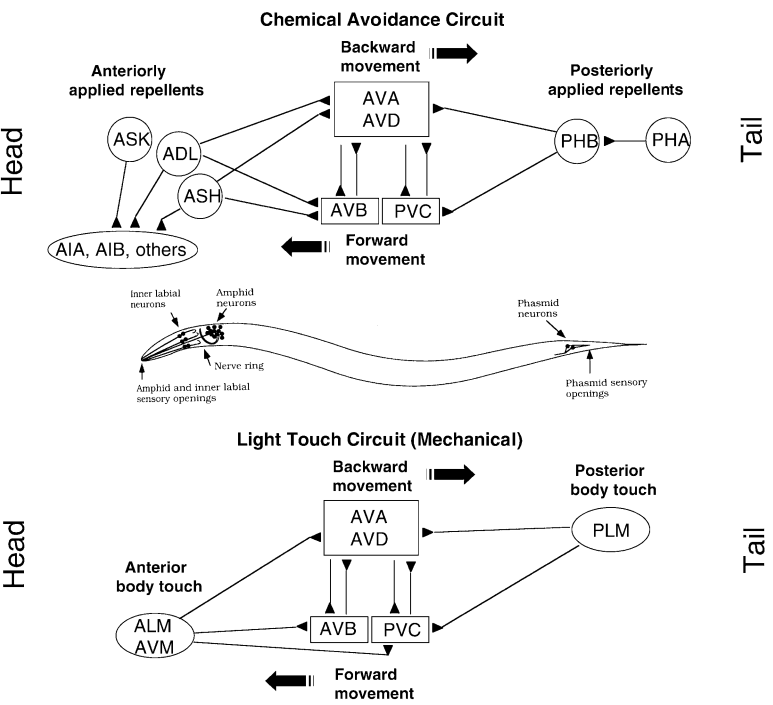 Chemical Avoidance Circuit
Backward
movement
Anteriorly
applied repellents
Posteriorly
applied repellents
Head
Tail
AVA
AVD
ASK
ADL
ASH
PHB
PHA
AVB
PVC
AIA, AIB, others
Forward
movement
Inner labial
neurons
Amphid
neurons
Phasmid
neurons
Nerve ring
Amphid and inner labial
sensory openings
Phasmid sensory
openings
Light Touch Circuit (Mechanical)
Backward
movement
Posterior
body touch
Head
Tail
AVA
AVD
PLM
Anterior
body touch
ALM
AVM
AVB
PVC
Forward
movement